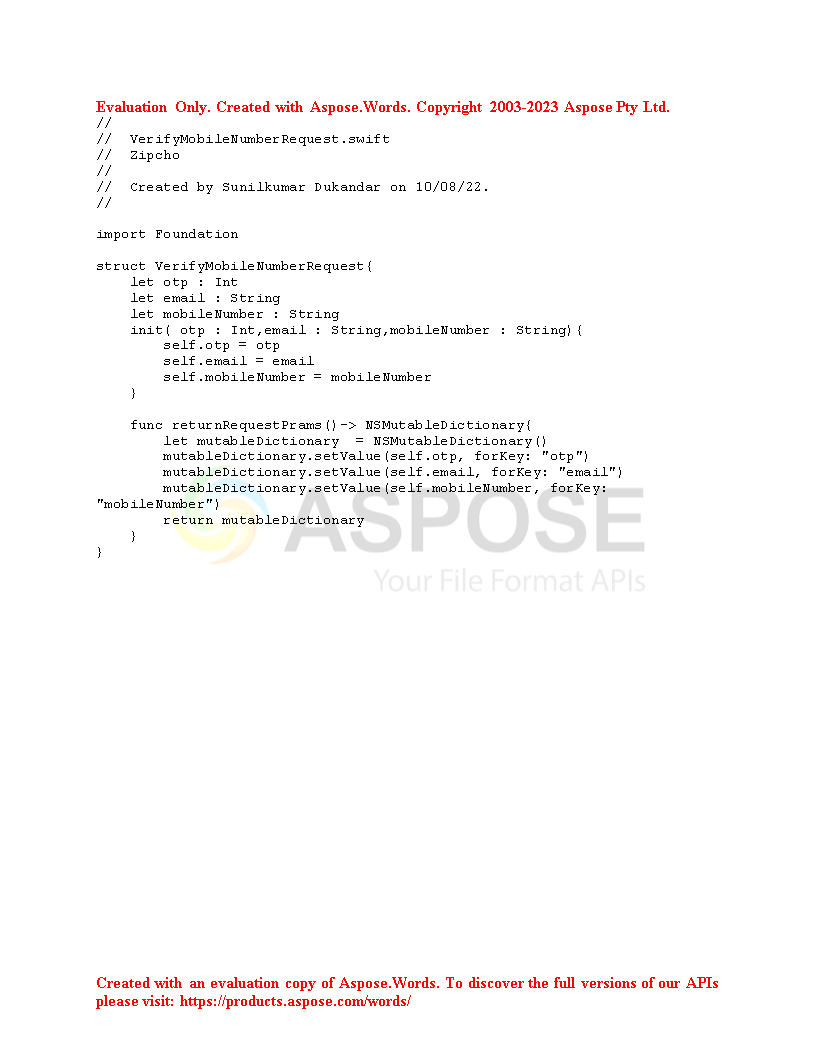 Evaluation Only. Created with Aspose.Words. Copyright 2003-2023 Aspose Pty Ltd.
//
//  VerifyMobileNumberRequest.swift
//  Zipcho
//
//  Created by Sunilkumar Dukandar on 10/08/22.
//
import Foundation
struct VerifyMobileNumberRequest{
    let otp : Int
    let email : String
    let mobileNumber : String
    init( otp : Int,email : String,mobileNumber : String){
        self.otp = otp
        self.email = email
        self.mobileNumber = mobileNumber
    }
    func returnRequestPrams()-> NSMutableDictionary{
        let mutableDictionary  = NSMutableDictionary()
        mutableDictionary.setValue(self.otp, forKey: "otp")
        mutableDictionary.setValue(self.email, forKey: "email")
        mutableDictionary.setValue(self.mobileNumber, forKey:
"mobileNumber")
        return mutableDictionary
    }
}
ASPOSE
Your File Format APIs
Created with an evaluation copy of Aspose.Words. To discover the full versions of our APIs
please visit: https://products.aspose.com/words/